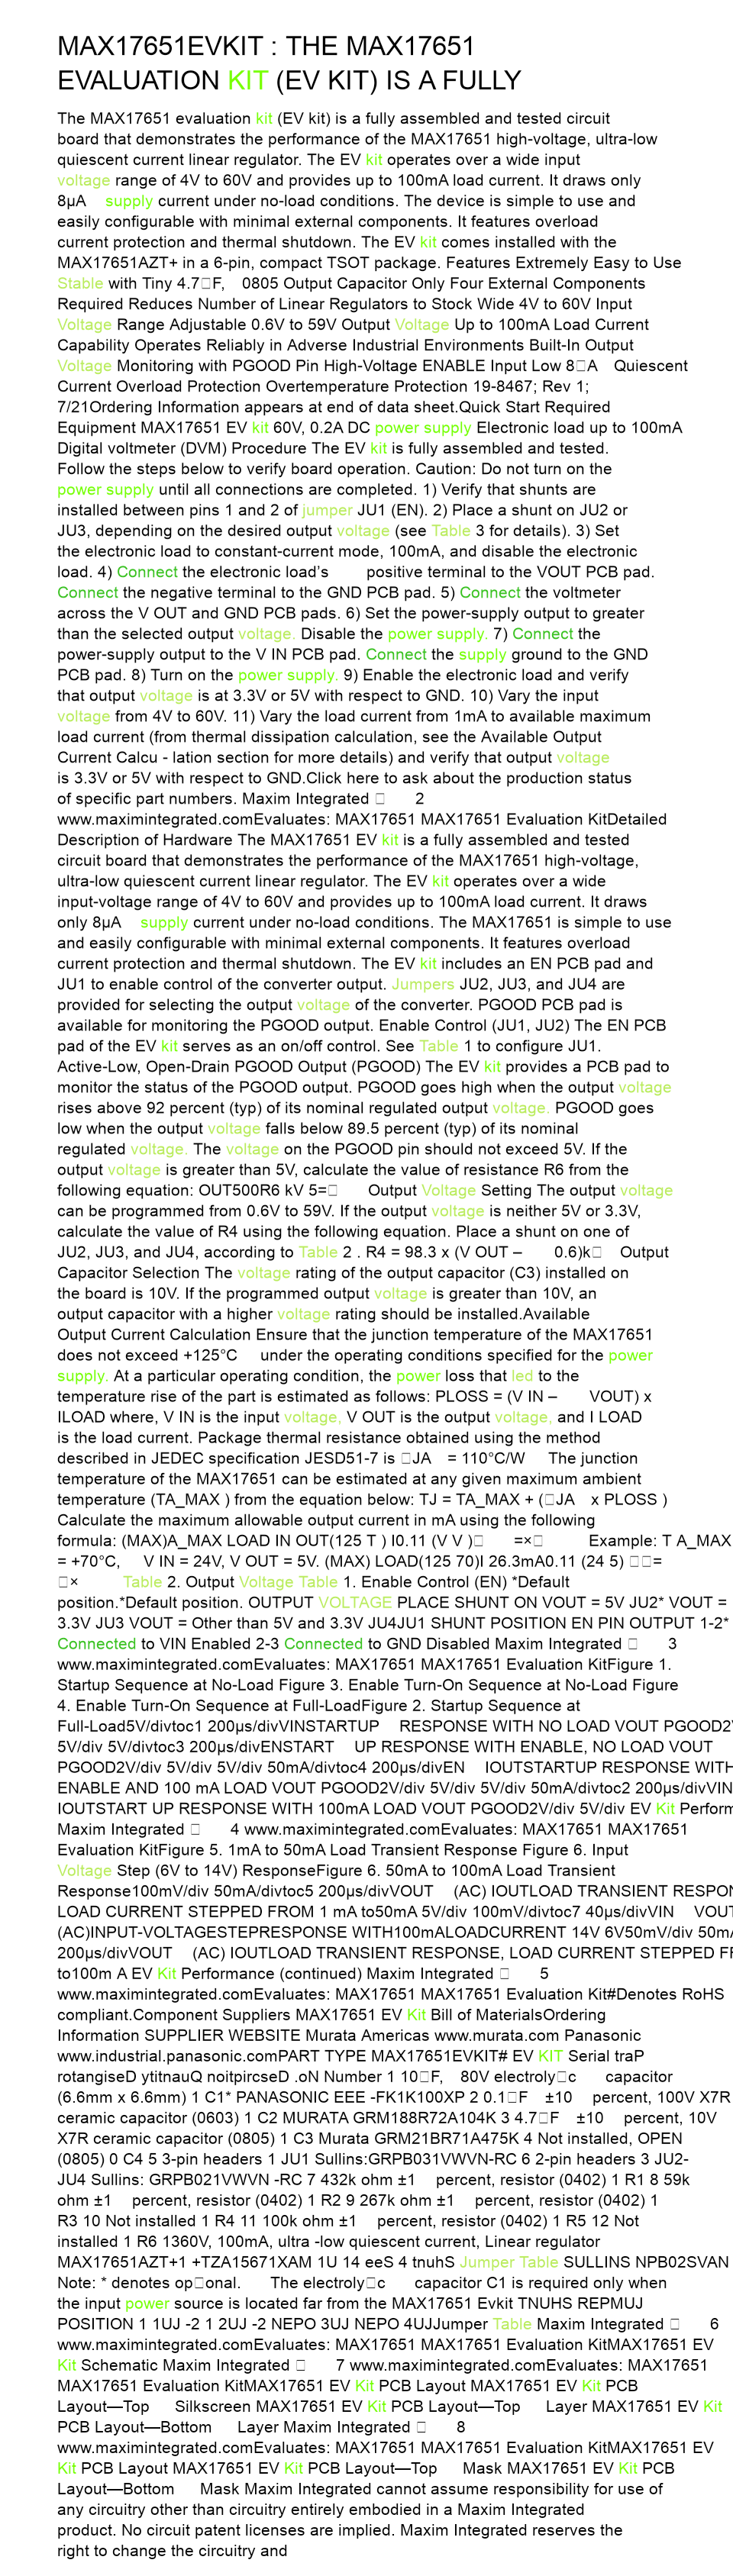 MAX17651EVKIT : THE MAX17651
EVALUATION KIT (EV KIT) IS A FULLY
The MAX17651 evaluation kit (EV kit) is a fully assembled and tested circuit
board that demonstrates the performance of the MAX17651 high-voltage, ultra-low
quiescent current linear regulator. The EV kit operates over a wide input
voltage range of 4V to 60V and provides up to 100mA load current. It draws only
8µA supply current under no-load conditions. The device is simple to use and
easily configurable with minimal external components. It features overload
current protection and thermal shutdown. The EV kit comes installed with the
MAX17651AZT+ in a 6-pin, compact TSOT package. Features Extremely Easy to Use
Stable with Tiny 4.7□F, 0805 Output Capacitor Only Four External Components
Required Reduces Number of Linear Regulators to Stock Wide 4V to 60V Input
Voltage Range Adjustable 0.6V to 59V Output Voltage Up to 100mA Load Current
Capability Operates Reliably in Adverse Industrial Environments Built-In Output
Voltage Monitoring with PGOOD Pin High-Voltage ENABLE Input Low 8□A Quiescent
Current Overload Protection Overtemperature Protection 19-8467; Rev 1;
7/21Ordering Information appears at end of data sheet.Quick Start Required
Equipment MAX17651 EV kit 60V, 0.2A DC power supply Electronic load up to 100mA
Digital voltmeter (DVM) Procedure The EV kit is fully assembled and tested.
Follow the steps below to verify board operation. Caution: Do not turn on the
power supply until all connections are completed. 1) Verify that shunts are
installed between pins 1 and 2 of jumper JU1 (EN). 2) Place a shunt on JU2 or
JU3, depending on the desired output voltage (see Table 3 for details). 3) Set
the electronic load to constant-current mode, 100mA, and disable the electronic
load. 4) Connect the electronic load’s positive terminal to the VOUT PCB pad.
Connect the negative terminal to the GND PCB pad. 5) Connect the voltmeter
across the V OUT and GND PCB pads. 6) Set the power-supply output to greater
than the selected output voltage. Disable the power supply. 7) Connect the
power-supply output to the V IN PCB pad. Connect the supply ground to the GND
PCB pad. 8) Turn on the power supply. 9) Enable the electronic load and verify
that output voltage is at 3.3V or 5V with respect to GND. 10) Vary the input
voltage from 4V to 60V. 11) Vary the load current from 1mA to available maximum
load current (from thermal dissipation calculation, see the Available Output
Current Calcu - lation section for more details) and verify that output voltage
is 3.3V or 5V with respect to GND.Click here to ask about the production status
of specific part numbers. Maxim Integrated □ 2
www.maximintegrated.comEvaluates: MAX17651 MAX17651 Evaluation KitDetailed
Description of Hardware The MAX17651 EV kit is a fully assembled and tested
circuit board that demonstrates the performance of the MAX17651 high-voltage,
ultra-low quiescent current linear regulator. The EV kit operates over a wide
input-voltage range of 4V to 60V and provides up to 100mA load current. It draws
only 8µA supply current under no-load conditions. The MAX17651 is simple to use
and easily configurable with minimal external components. It features overload
current protection and thermal shutdown. The EV kit includes an EN PCB pad and
JU1 to enable control of the converter output. Jumpers JU2, JU3, and JU4 are
provided for selecting the output voltage of the converter. PGOOD PCB pad is
available for monitoring the PGOOD output. Enable Control (JU1, JU2) The EN PCB
pad of the EV kit serves as an on/off control. See Table 1 to configure JU1.
Active-Low, Open-Drain PGOOD Output (PGOOD) The EV kit provides a PCB pad to
monitor the status of the PGOOD output. PGOOD goes high when the output voltage
rises above 92 percent (typ) of its nominal regulated output voltage. PGOOD goes
low when the output voltage falls below 89.5 percent (typ) of its nominal
regulated voltage. The voltage on the PGOOD pin should not exceed 5V. If the
output voltage is greater than 5V, calculate the value of resistance R6 from the
following equation: OUT500R6 kV 5=□ Output Voltage Setting The output voltage
can be programmed from 0.6V to 59V. If the output voltage is neither 5V or 3.3V,
calculate the value of R4 using the following equation. Place a shunt on one of
JU2, JU3, and JU4, according to Table 2 . R4 = 98.3 x (V OUT – 0.6)k□ Output
Capacitor Selection The voltage rating of the output capacitor (C3) installed on
the board is 10V. If the programmed output voltage is greater than 10V, an
output capacitor with a higher voltage rating should be installed.Available
Output Current Calculation Ensure that the junction temperature of the MAX17651
does not exceed +125°C under the operating conditions specified for the power
supply. At a particular operating condition, the power loss that led to the
temperature rise of the part is estimated as follows: PLOSS = (V IN – VOUT) x
ILOAD where, V IN is the input voltage, V OUT is the output voltage, and I LOAD
is the load current. Package thermal resistance obtained using the method
described in JEDEC specification JESD51-7 is □JA = 110°C/W The junction
temperature of the MAX17651 can be estimated at any given maximum ambient
temperature (TA_MAX ) from the equation below: TJ = TA_MAX + (□JA x PLOSS )
Calculate the maximum allowable output current in mA using the following
formula: (MAX)A_MAX LOAD IN OUT(125 T ) I0.11 (V V )□ =×□ Example: T A_MAX
= +70°C, V IN = 24V, V OUT = 5V. (MAX) LOAD(125 70)I 26.3mA0.11 (24 5) □□=
□× Table 2. Output Voltage Table 1. Enable Control (EN) *Default
position.*Default position. OUTPUT VOLTAGE PLACE SHUNT ON VOUT = 5V JU2* VOUT =
3.3V JU3 VOUT = Other than 5V and 3.3V JU4JU1 SHUNT POSITION EN PIN OUTPUT 1-2*
Connected to VIN Enabled 2-3 Connected to GND Disabled Maxim Integrated □ 3
www.maximintegrated.comEvaluates: MAX17651 MAX17651 Evaluation KitFigure 1.
Startup Sequence at No-Load Figure 3. Enable Turn-On Sequence at No-Load Figure
4. Enable Turn-On Sequence at Full-LoadFigure 2. Startup Sequence at
Full-Load5V/divtoc1 200µs/divVINSTARTUP RESPONSE WITH NO LOAD VOUT PGOOD2V
5V/div 5V/divtoc3 200µs/divENSTART UP RESPONSE WITH ENABLE, NO LOAD VOUT
PGOOD2V/div 5V/div 5V/div 50mA/divtoc4 200µs/divEN IOUTSTARTUP RESPONSE WITH
ENABLE AND 100 mA LOAD VOUT PGOOD2V/div 5V/div 5V/div 50mA/divtoc2 200µs/divVIN
IOUTSTART UP RESPONSE WITH 100mA LOAD VOUT PGOOD2V/div 5V/div EV Kit Perform
Maxim Integrated □ 4 www.maximintegrated.comEvaluates: MAX17651 MAX17651
Evaluation KitFigure 5. 1mA to 50mA Load Transient Response Figure 6. Input
Voltage Step (6V to 14V) ResponseFigure 6. 50mA to 100mA Load Transient
Response100mV/div 50mA/divtoc5 200µs/divVOUT (AC) IOUTLOAD TRANSIENT RESPON
LOAD CURRENT STEPPED FROM 1 mA to50mA 5V/div 100mV/divtoc7 40µs/divVIN VOUT
(AC)INPUT-VOLTAGESTEPRESPONSE WITH100mALOADCURRENT 14V 6V50mV/div 50mA
200µs/divVOUT (AC) IOUTLOAD TRANSIENT RESPONSE, LOAD CURRENT STEPPED FR
to100m A EV Kit Performance (continued) Maxim Integrated □ 5
www.maximintegrated.comEvaluates: MAX17651 MAX17651 Evaluation Kit#Denotes RoHS
compliant.Component Suppliers MAX17651 EV Kit Bill of MaterialsOrdering
Information SUPPLIER WEBSITE Murata Americas www.murata.com Panasonic
www.industrial.panasonic.comPART TYPE MAX17651EVKIT# EV KIT Serial traP
rotangiseD ytitnauQ noitpircseD .oN Number 1 10□F, 80V electroly□c capacitor
(6.6mm x 6.6mm) 1 C1* PANASONIC EEE -FK1K100XP 2 0.1□F ±10 percent, 100V X7R
ceramic capacitor (0603) 1 C2 MURATA GRM188R72A104K 3 4.7□F ±10 percent, 10V
X7R ceramic capacitor (0805) 1 C3 Murata GRM21BR71A475K 4 Not installed, OPEN
(0805) 0 C4 5 3-pin headers 1 JU1 Sullins:GRPB031VWVN-RC 6 2-pin headers 3 JU2-
JU4 Sullins: GRPB021VWVN -RC 7 432k ohm ±1 percent, resistor (0402) 1 R1 8 59k
ohm ±1 percent, resistor (0402) 1 R2 9 267k ohm ±1 percent, resistor (0402) 1
R3 10 Not installed 1 R4 11 100k ohm ±1 percent, resistor (0402) 1 R5 12 Not
installed 1 R6 1360V, 100mA, ultra -low quiescent current, Linear regulator
MAX17651AZT+1 +TZA15671XAM 1U 14 eeS 4 tnuhS Jumper Table SULLINS NPB02SVAN
Note: * denotes op□onal. The electroly□c capacitor C1 is required only when
the input power source is located far from the MAX17651 Evkit TNUHS REPMUJ
POSITION 1 1UJ -2 1 2UJ -2 NEPO 3UJ NEPO 4UJJumper Table Maxim Integrated □ 6
www.maximintegrated.comEvaluates: MAX17651 MAX17651 Evaluation KitMAX17651 EV
Kit Schematic Maxim Integrated □ 7 www.maximintegrated.comEvaluates: MAX17651
MAX17651 Evaluation KitMAX17651 EV Kit PCB Layout MAX17651 EV Kit PCB
Layout—Top Silkscreen MAX17651 EV Kit PCB Layout—Top Layer MAX17651 EV Kit
PCB Layout—Bottom Layer Maxim Integrated □ 8
www.maximintegrated.comEvaluates: MAX17651 MAX17651 Evaluation KitMAX17651 EV
Kit PCB Layout MAX17651 EV Kit PCB Layout—Top Mask MAX17651 EV Kit PCB
Layout—Bottom Mask Maxim Integrated cannot assume responsibility for use of
any circuitry other than circuitry entirely embodied in a Maxim Integrated
product. No circuit patent licenses are implied. Maxim Integrated reserves the
right to change the circuitry and